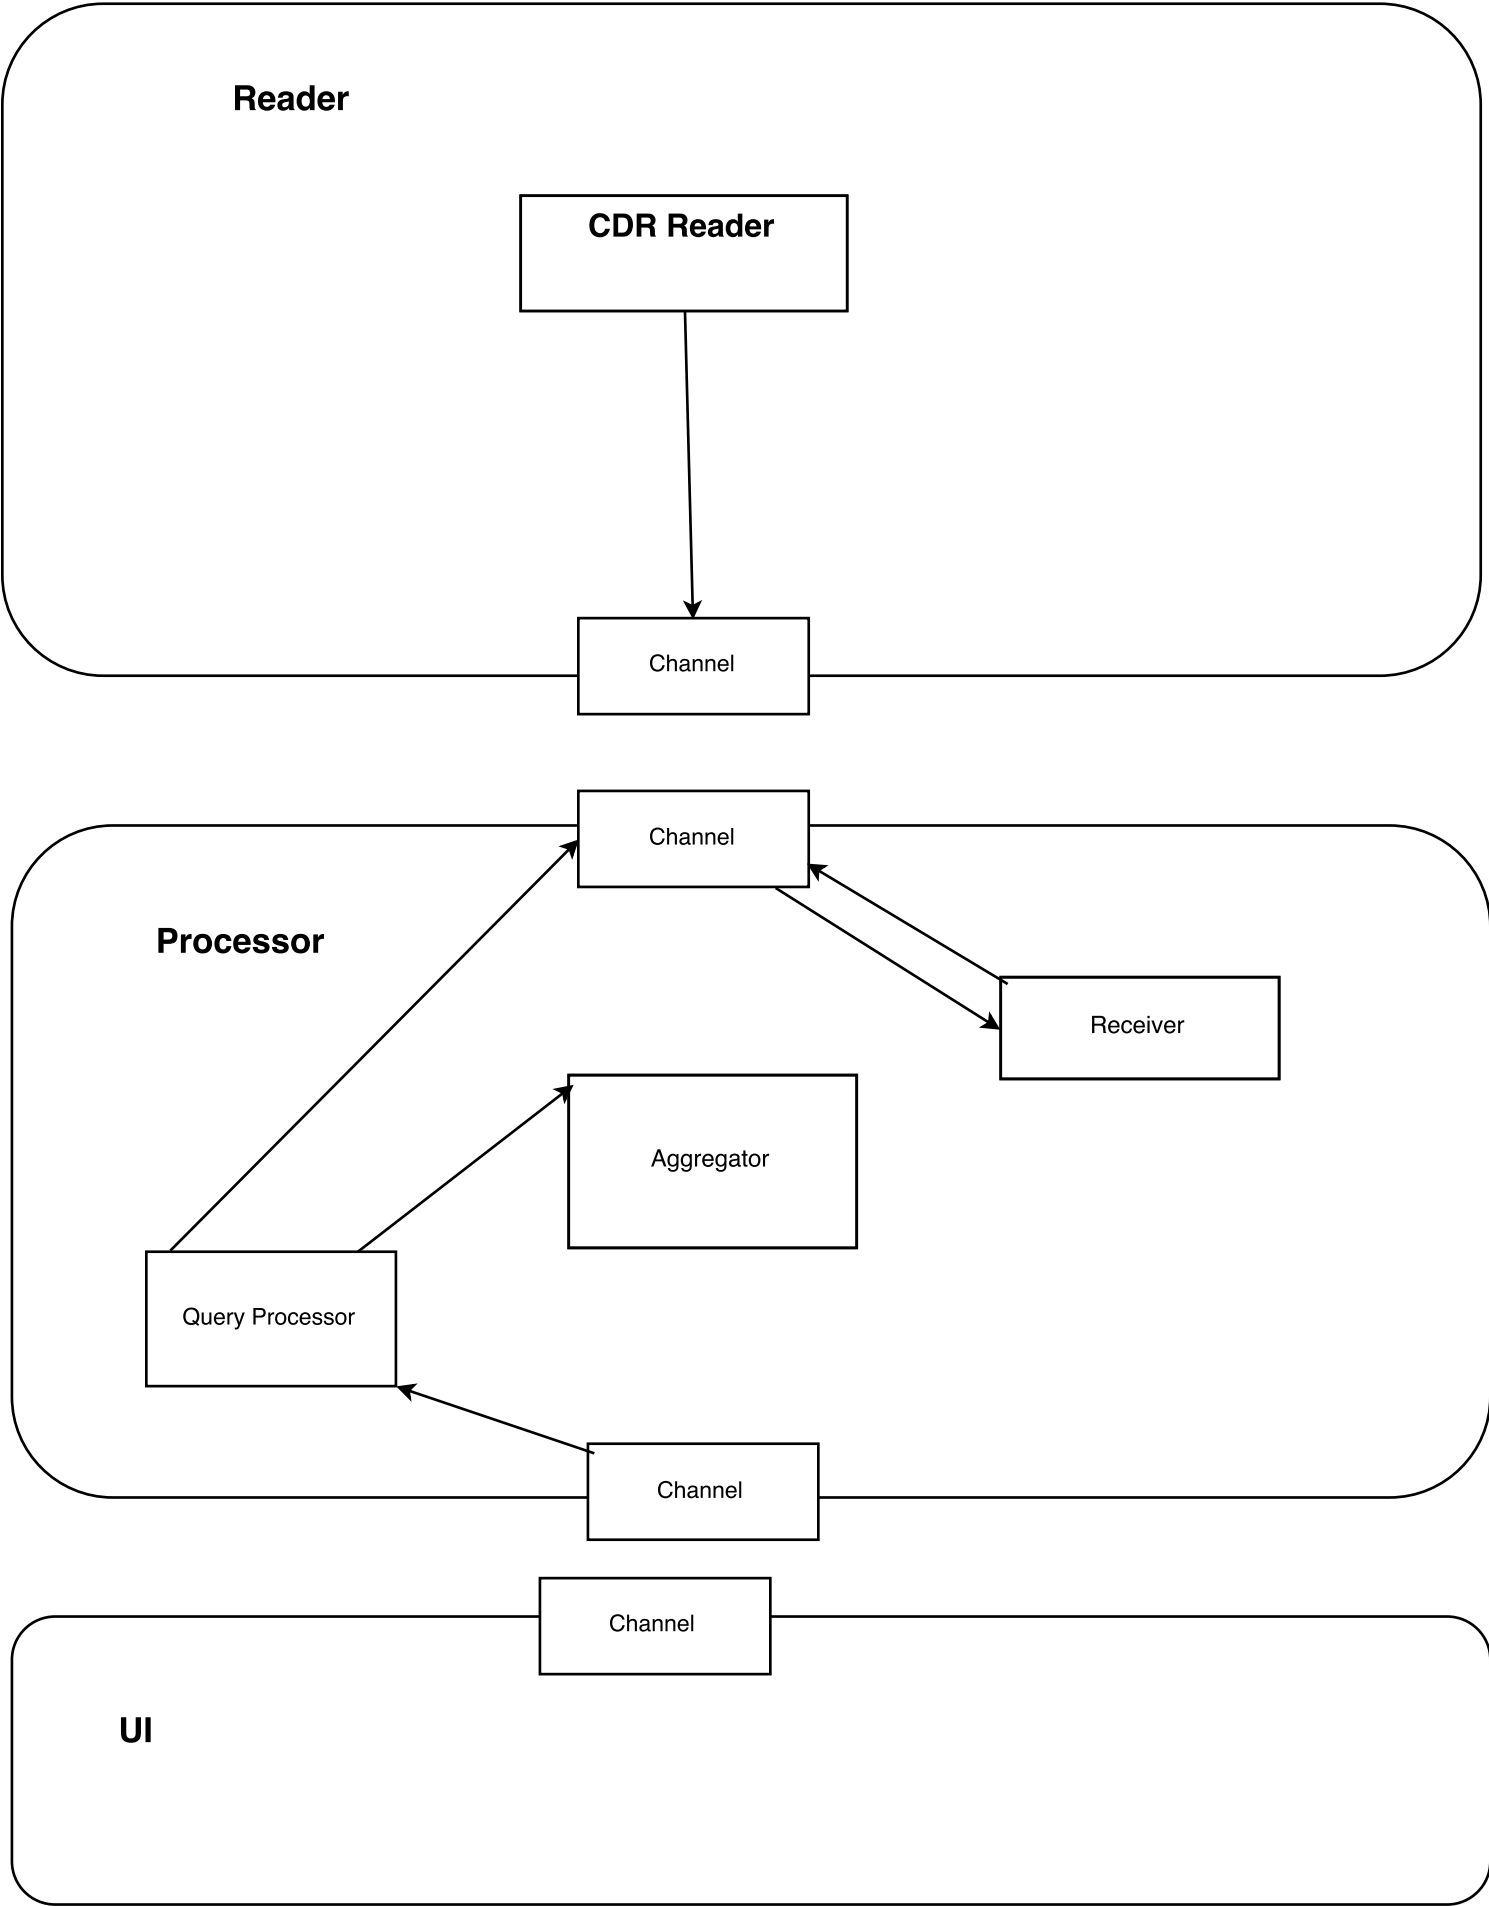 Reader
CDR Reader
Channel
Channel
Processor
Receiver
Aggregator
Query Processor
Channel
Channel
UI